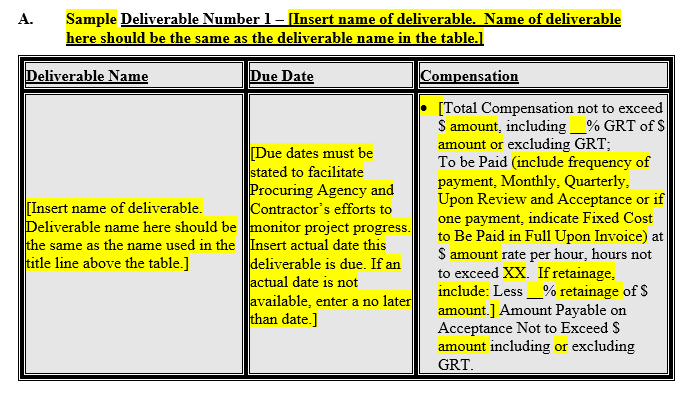 A. Sample Deliverable Number 1 – [Insert name of deliverable. Name of deliverable
here should be the same as the deliverable name in the table.]
Deliverable Name
Due Date
Compensation
[Insert name of deliverable.
Deliverable name here should be
the same as the name used in the
title line above the table.]
[Due dates must be
stated to facilitate
Procuring Agency and
Contractor's efforts to
monitor project progress.
Insert actual date this
deliverable is due. If an
actual date is not
available, enter a no later
than date.]
• [Total Compensation not to exceed
$ amount, including __% GRT of $
amount or excluding GRT;
To be Paid (include frequency of
payment, Monthly, Quarterly,
Upon Review and Acceptance or if
one payment, indicate Fixed Cost
to Be Paid in Full Upon Invoice) at
$ amount rate per hour, hours not
to exceed XX. If retainage,
include: Less __% retainage of $
amount.] Amount Payable on
Acceptance Not to Exceed $
amount including or excluding
GRT.